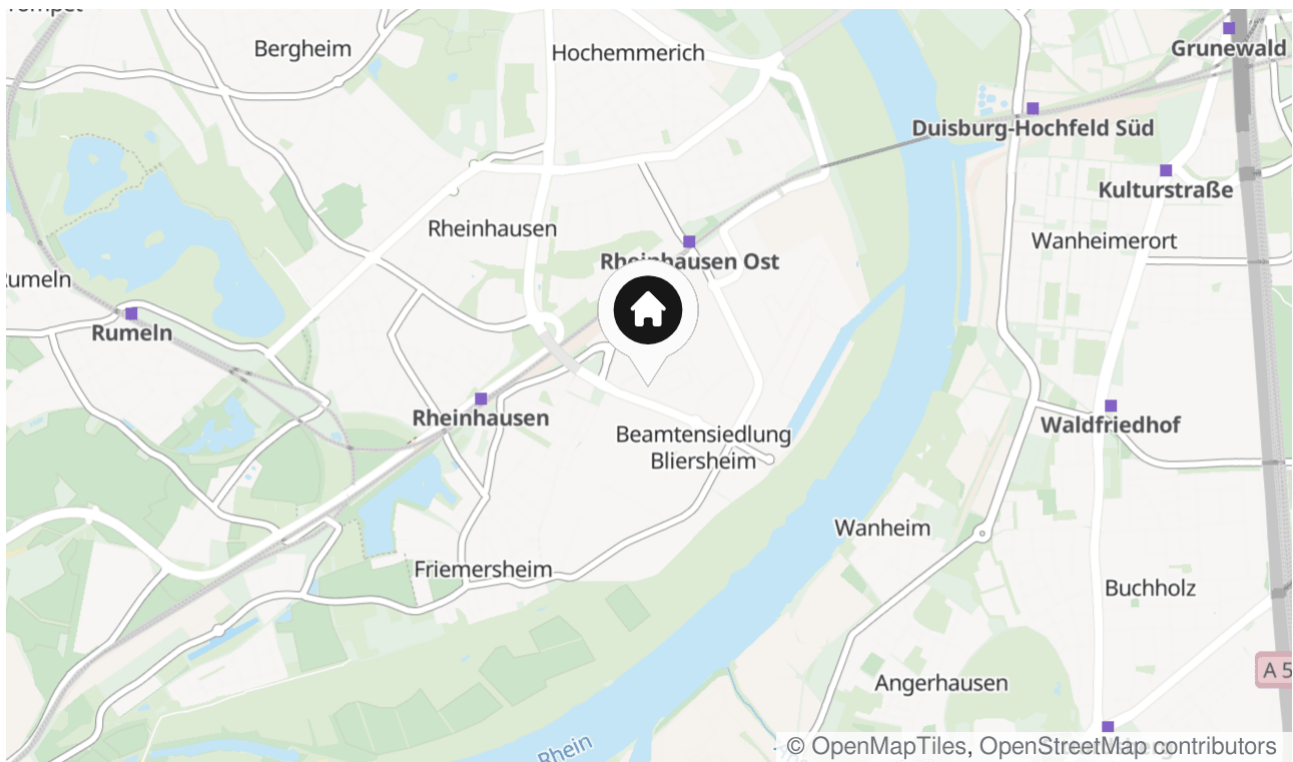 Bergheim
Hochemmerich
Grunewald
Duisburg-Hochfeld Süd
Kulturstraße
Rheinhausen
Wanheimerort
Rheinhausen Ost
Rumeln
Rumeln
Rheinhausen
Waldfriedhof
Beamtensiedlung
Bliersheim
Wanheim
Friemersheim
Buchholz
A 5
Angerhausen
Rhein
© OpenMapTiles, OpenStreetMap contributors